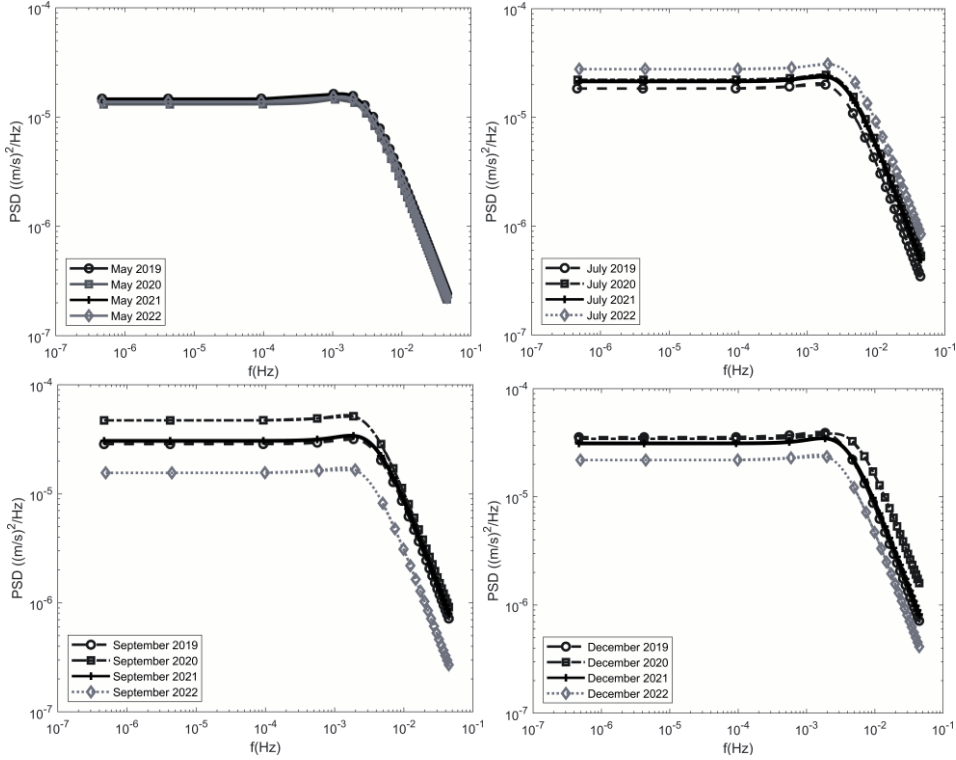 10^-4
10^-5
10^-6
10^-7
PSD ((m/s)^2/Hz)
May 2019
May 2020
May 2021
May 2022
10^-7 10^-6 10^-5 10^-4 10^-3 10^-2 10^-1
f(Hz)
10^-4
10^-5
10^-6
10^-7
PSD ((m/s)^2/Hz)
July 2019
July 2020
July 2021
July 2022
10^-7 10^-6 10^-5 10^-4 10^-3 10^-2 10^-1
f(Hz)
10^-4
10^-5
10^-6
10^-7
PSD ((m/s)^2/Hz)
September 2019
September 2020
September 2021
September 2022
10^-7 10^-6 10^-5 10^-4 10^-3 10^-2 10^-1
f(Hz)
10^-4
10^-5
10^-6
10^-7
PSD ((m/s)^2/Hz)
December 2019
December 2020
December 2021
December 2022
10^-7 10^-6 10^-5 10^-4 10^-3 10^-2 10^-1
f(Hz)